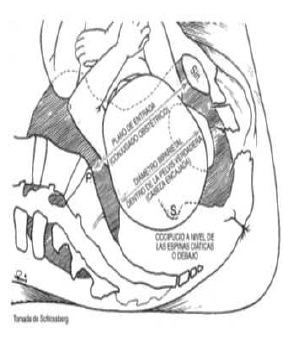 PLANO DE ENTRADA
(CONJUGADO OBSTÉTRICO)
DIÁMETRO BIPARIETAL
DENTRO DE LA PELVIS VERDADERA
(CABEZA ENCAJADA)
P
S
OCCIPUCIO A NIVEL DE
LAS ESPINAS CIÁTICAS
O DEBAJO
Tomada de Schlossberg